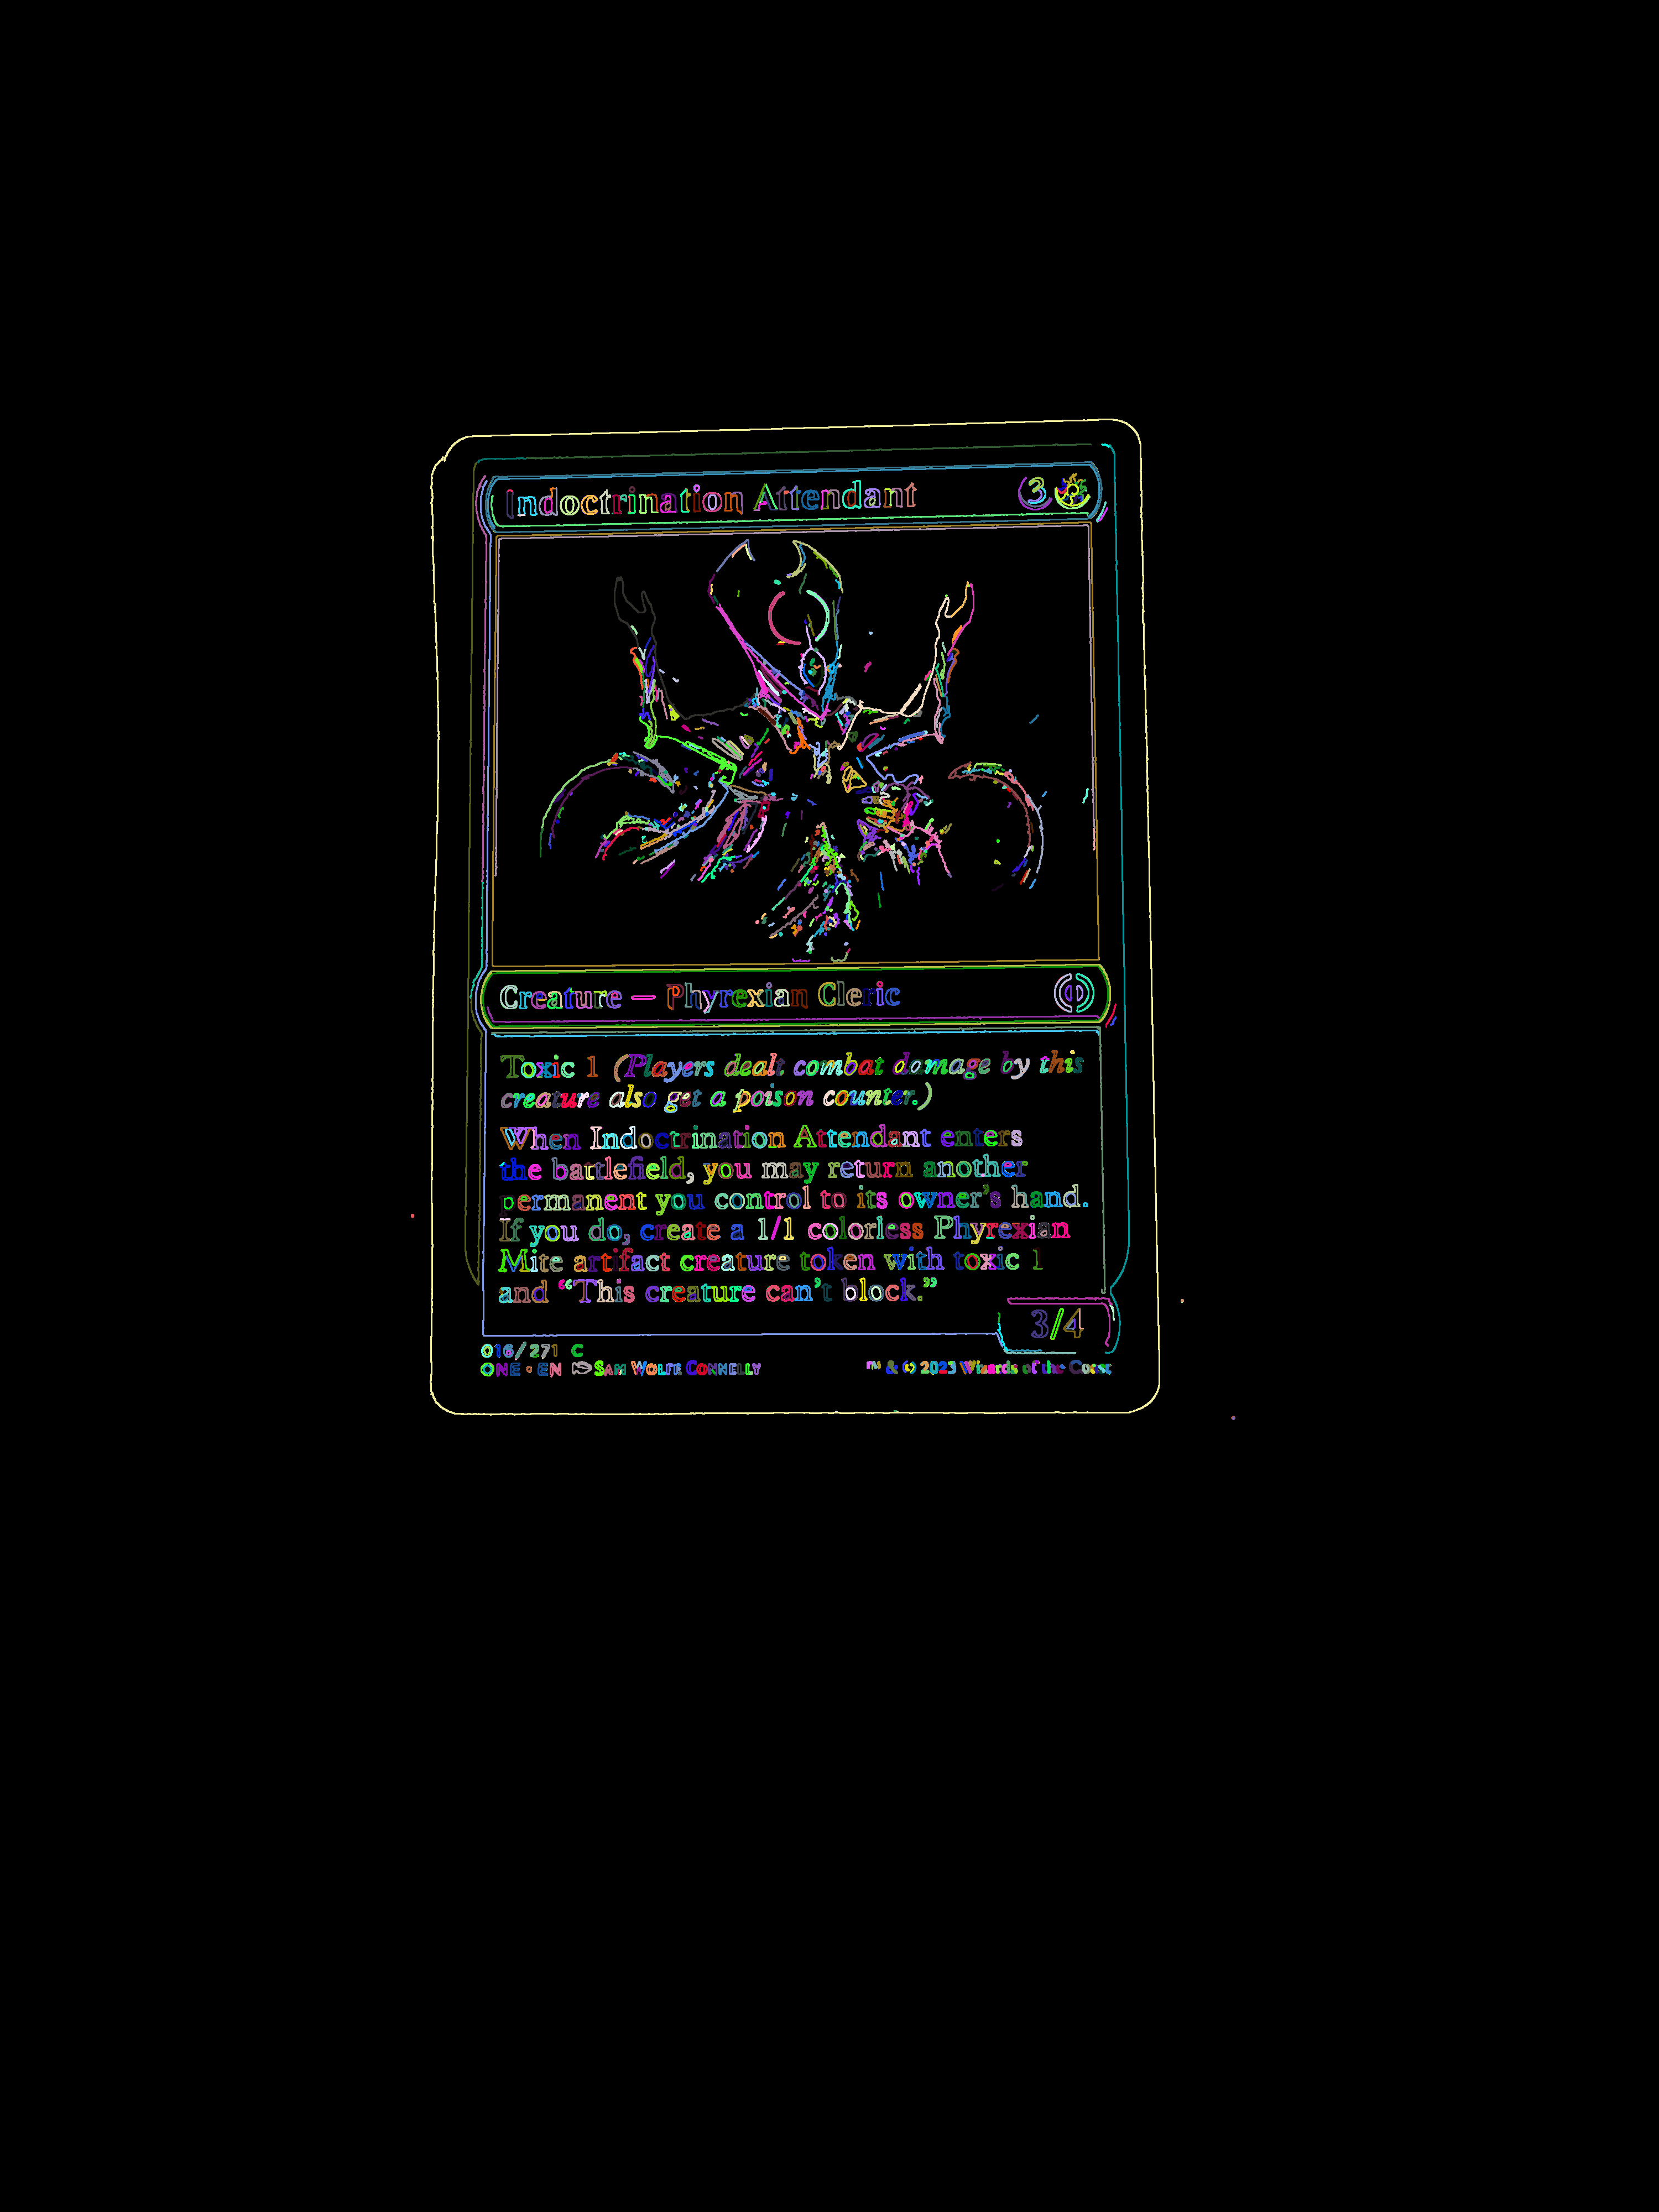 Indoctrination Attendant 3
Creature — Phyrexian Cleric
Toxic 1 (Players dealt combat damage by this
creature also get a poison counter.)
When Indoctrination Attendant enters
the battlefield, you may return another
permanent you control to its owner's hand.
If you do, create a 1/1 colorless Phyrexian
Mite artifact creature token with toxic 1
and “This creature can't block.”
3/4
016/271 C
ONE • EN Sam Wolfe Connelly ™ & © 2023 Wizards of the Coast